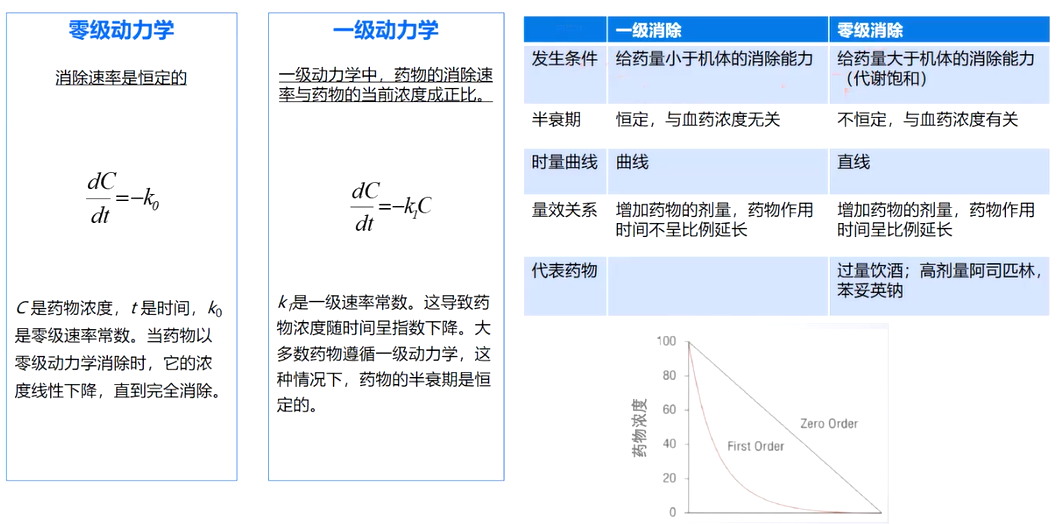 零级动力学
消除速率是恒定的
dC/dt=-k₀
C 是药物浓度，t 是时间，k₀
是零级速率常数。当药物以
零级动力学消除时，它的浓
度线性下降，直到完全消除。
一级动力学
一级动力学中，药物的消除速
率与药物的当前浓度成正比。
dC/dt=-k₁C
k₁是一级速率常数。这导致药
物浓度随时间呈指数下降。大
多数药物遵循一级动力学，这
种情况下，药物的半衰期是恒
定的。
一级消除 零级消除
发生条件 给药量小于机体的消除能力 给药量大于机体的消除能力
（代谢饱和）
半衰期 恒定，与血药浓度无关 不恒定，与血药浓度有关
时量曲线 曲线 直线
量效关系 增加药物的剂量，药物作用 增加药物的剂量，药物作用
时间不呈比例延长 时间呈比例延长
代表药物 过量饮酒；高剂量阿司匹林，
苯妥英钠
100
80
60
40
20
0
药物浓度
Zero Order
First Order